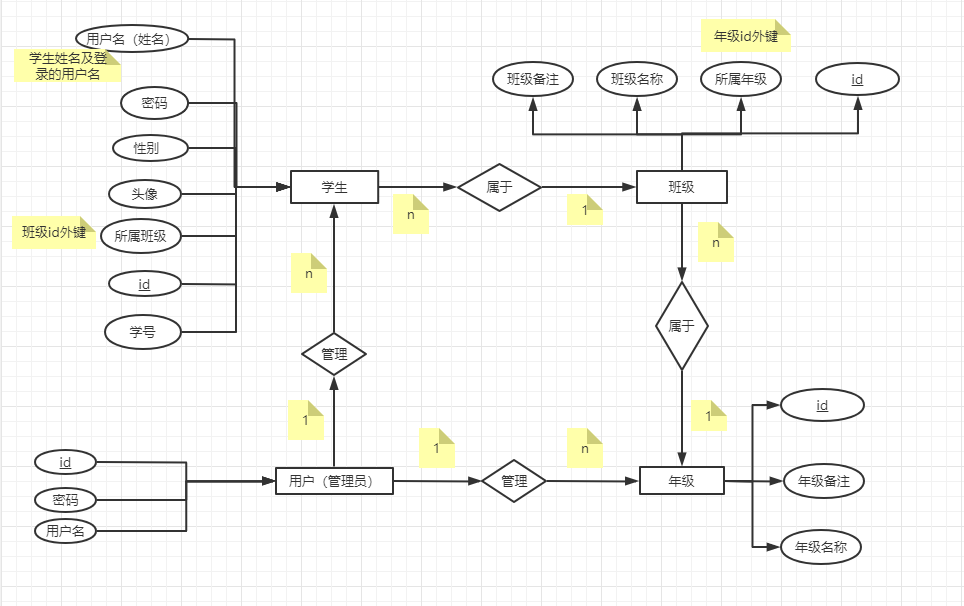 用户名（姓名）
学生姓名及登
录的用户名
密码
性别
头像
班级id外键
所属班级
id
学号
学生
n
属于
1
班级
年级id外键
班级备注
班级名称
所属年级
id
n
属于
1
n
管理
1
id
密码
用户名
用户（管理员）
1
管理
n
年级
id
年级备注
年级名称